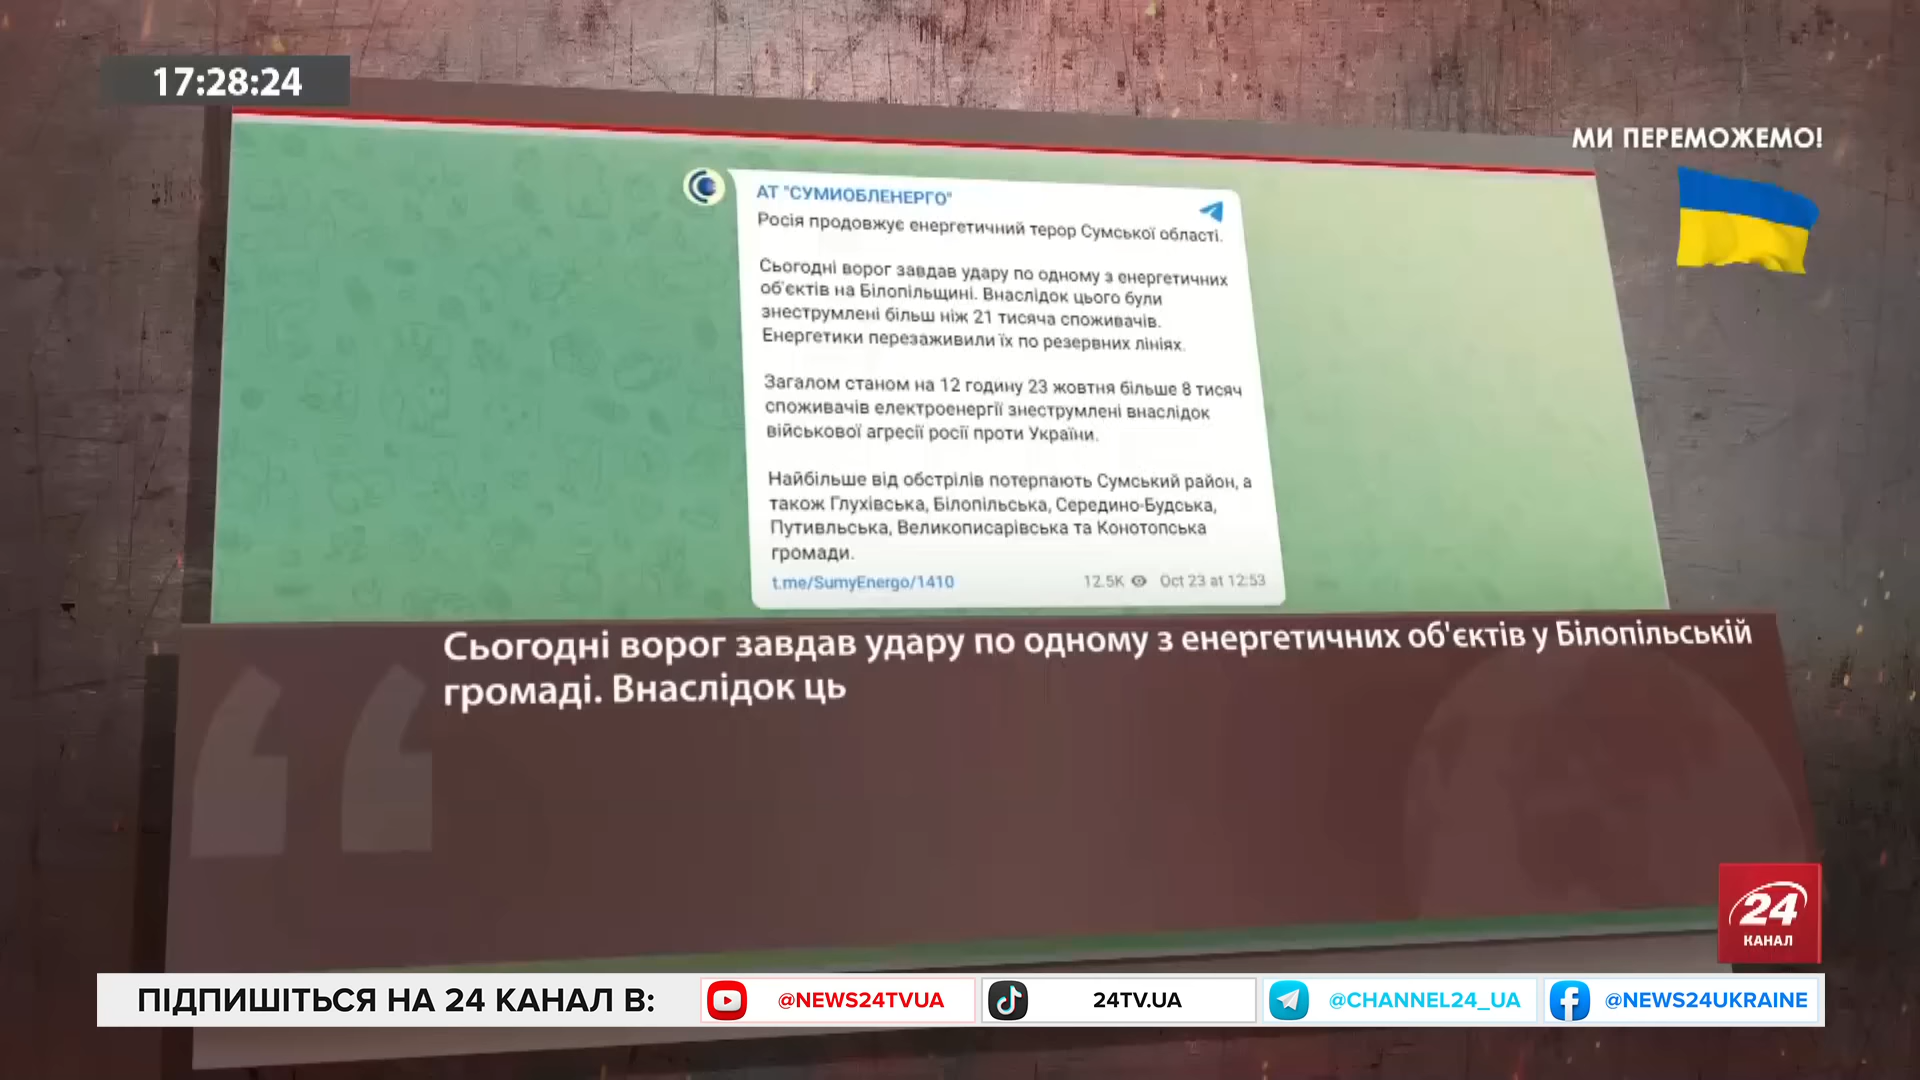 17:28:24
МИ ПЕРЕМОЖЕМО!
АТ "СУМИОБЛЕНЕРГО"
Росія продовжує енергетичний терор Сумської області.
Сьогодні ворог завдав удару по одному з енергетичних
об'єктів на Білопільщині. Внаслідок цього були
знеструмлені більш ніж 21 тисяча споживачів.
Енергетики перезаживили їх по резервних лініях.
Загалом станом на 12 годину 23 жовтня більше 8 тисяч
споживачів електроенергії знеструмлені внаслідок
військової агресії росії проти України.
Найбільше від обстрілів потерпають Сумський район, а
також Глухівська, Білопільська, Середино-Будська,
Путивльська, Великописарівська та Конотопська
громади.
t.me/SumyEnergo/1410 12.5K Oct 23 at 12:53
Сьогодні ворог завдав удару по одному з енергетичних об'єктів у Білопільській
громаді. Внаслідок ць
24
КАНАЛ
ПІДПИШІТЬСЯ НА 24 КАНАЛ В: @NEWS24TVUA 24TV.UA @CHANNEL24_UA @NEWS24UKRAINE